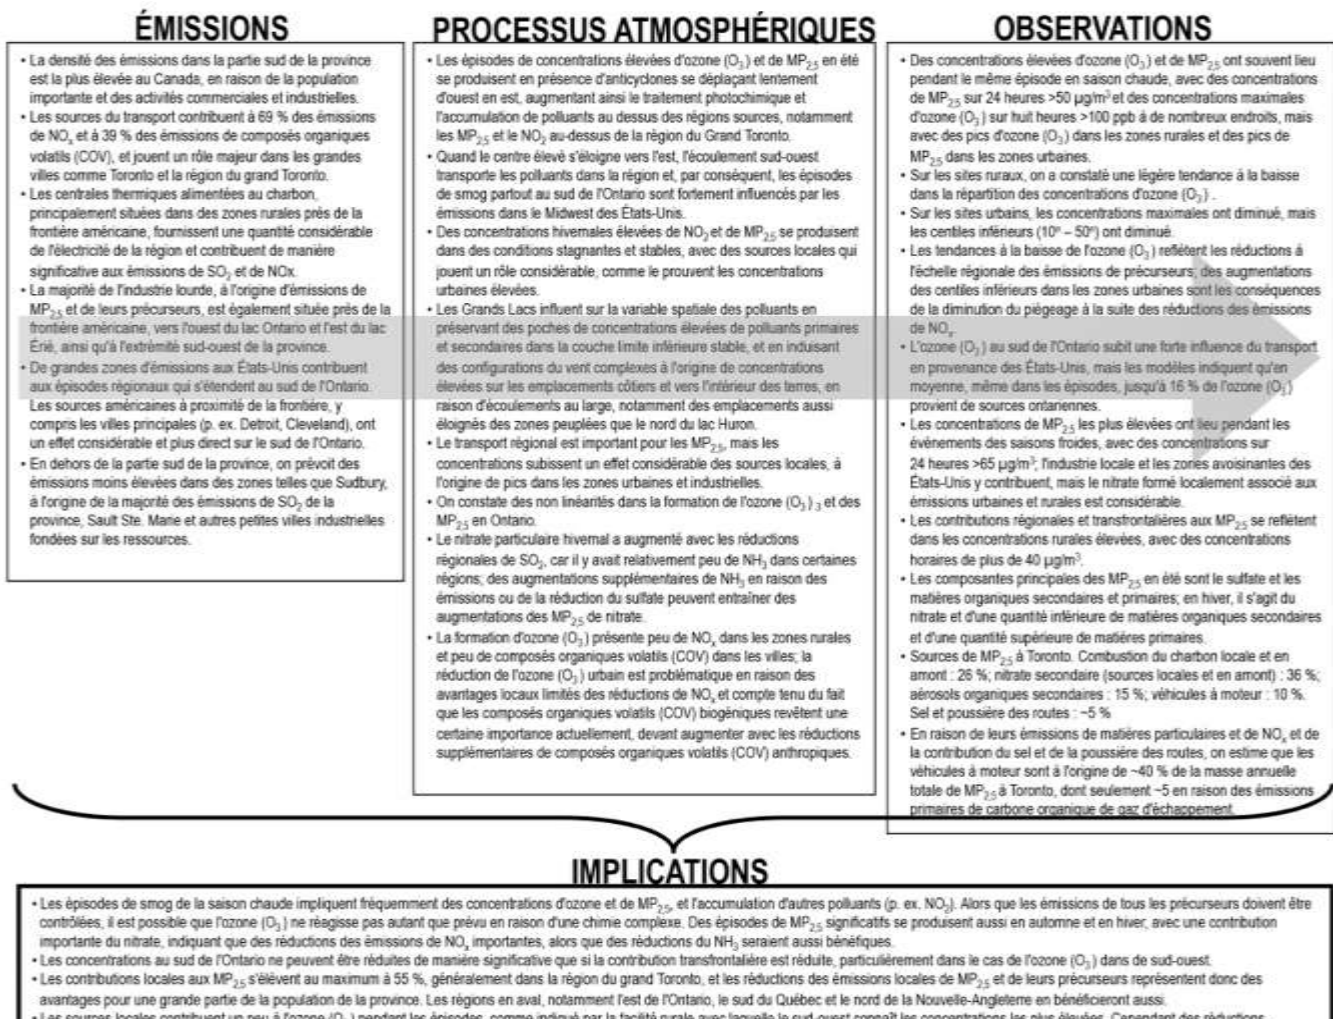 ÉMISSIONS
• La densité des émissions dans la partie sud de la province
est la plus élevée au Canada, en raison de la population
importante et des activités commerciales et industrielles.
• Les sources du transport contribuent à 69 % des émissions
de NOx et à 39 % des émissions de composés organiques
volatils (COV), et jouent un rôle majeur dans les grandes
villes comme Toronto et la région du grand Toronto.
• Les centrales thermiques alimentées au charbon,
principalement situées dans des zones rurales près de la
frontière américaine, fournissent une quantité considérable
de l'électricité de la région et contribuent de manière
significative aux émissions de SO2 et de NOx.
• La majorité de l'industrie lourde, à l'origine d'émissions de
MP2,5 et de leurs précurseurs, est également située près de la
frontière américaine, vers l'ouest du lac Ontario et l'est du lac
Érié, ainsi qu'à l'extrémité sud-ouest de la province.
• De grandes zones d'émissions aux États-Unis contribuent
aux épisodes régionaux qui s'étendent au sud de l'Ontario.
Les sources américaines à proximité de la frontière, y
compris les villes principales (p. ex. Detroit, Cleveland), ont
un effet considérable et plus direct sur le sud de l'Ontario.
• En dehors de la partie sud de la province, on prévoit des
émissions moins élevées dans des zones telles que Sudbury,
à l'origine de la majorité des émissions de SO2 de la
province, Sault Ste. Marie et autres petites villes industrielles
fondées sur les ressources.
PROCESSUS ATMOSPHÉRIQUES
• Les épisodes de concentrations élevées d'ozone (O3) et de MP2,5 en été
se produisent en présence d'anticyclones se déplaçant lentement
d'ouest en est, augmentant ainsi le traitement photochimique et
l'accumulation de polluants au dessus des régions sources, notamment
les MP2,5 et le NO2 au-dessus de la région du Grand Toronto.
• Quand le centre élevé s'éloigne vers l'est, l'écoulement sud-ouest
transporte les polluants dans la région et, par conséquent, les épisodes
de smog partout au sud de l'Ontario sont fortement influencés par les
émissions dans le Midwest des États-Unis.
• Des concentrations hivernales élevées de NO2 et de MP2,5 se produisent
dans des conditions stagnantes et stables, avec des sources locales qui
jouent un rôle considérable, comme le prouvent les concentrations
urbaines élevées.
• Les Grands Lacs influent sur la variable spatiale des polluants en
préservant des poches de concentrations élevées de polluants primaires
et secondaires dans la couche limite inférieure stable, et en induisant
des configurations du vent complexes à l'origine de concentrations
élevées sur les emplacements côtiers et vers l'intérieur des terres, en
raison d'écoulements au large, notamment des emplacements aussi
éloignés des zones peuplées que le nord du lac Huron.
• Le transport régional est important pour les MP2,5, mais les
concentrations subissent un effet considérable des sources locales, à
l'origine de pics dans les zones urbaines et industrielles.
• On constate des non linéarités dans la formation de l'ozone (O3) 3 et des
MP2,5 en Ontario.
• Le nitrate particulaire hivernal a augmenté avec les réductions
régionales de SO2, car il y avait relativement peu de NH3 dans certaines
régions; des augmentations supplémentaires de NH3 en raison des
émissions ou de la réduction du sulfate peuvent entraîner des
augmentations des MP2,5 de nitrate.
• La formation d'ozone (O3) présente peu de NOx dans les zones rurales
et peu de composés organiques volatils (COV) dans les villes; la
réduction de l'ozone (O3) urbain est problématique en raison des
avantages locaux limités des réductions de NOx et compte tenu du fait
que les composés organiques volatils (COV) biogéniques revêtent une
certaine importance actuellement, devant augmenter avec les réductions
supplémentaires de composés organiques volatils (COV) anthropiques.
OBSERVATIONS
• Des concentrations élevées d'ozone (O3) et de MP2,5 ont souvent lieu
pendant le même épisode en saison chaude, avec des concentrations
de MP2,5 sur 24 heures >50 µg/m3 et des concentrations maximales
d'ozone (O3) sur huit heures >100 ppb à de nombreux endroits, mais
avec des pics d'ozone (O3) dans les zones rurales et des pics de
MP2,5 dans les zones urbaines.
• Sur les sites ruraux, on a constaté une légère tendance à la baisse
dans la répartition des concentrations d'ozone (O3) .
• Sur les sites urbains, les concentrations maximales ont diminué, mais
les centiles inférieurs (10e – 50e) ont diminué.
• Les tendances à la baisse de l'ozone (O3) reflètent les réductions à
l'échelle régionale des émissions de précurseurs; des augmentations
des centiles inférieurs dans les zones urbaines sont les conséquences
de la diminution du piégeage à la suite des réductions des émissions
de NOx.
• L'ozone (O3) au sud de l'Ontario subit une forte influence du transport
en provenance des États-Unis, mais les modèles indiquent qu'en
moyenne, même dans les épisodes, jusqu'à 16 % de l'ozone (O3)
provient de sources ontariennes.
• Les concentrations de MP2,5 les plus élevées ont lieu pendant les
évènements des saisons froides, avec des concentrations sur
24 heures >65 µg/m3; l'industrie locale et les zones avoisinantes des
États-Unis y contribuent, mais le nitrate formé localement associé aux
émissions urbaines et rurales est considérable.
• Les contributions régionales et transfrontalières aux MP2,5 se reflètent
dans les concentrations rurales élevées, avec des concentrations
horaires de plus de 40 µg/m3.
• Les composantes principales des MP2,5 en été sont le sulfate et les
matières organiques secondaires et primaires; en hiver, il s'agit du
nitrate et d'une quantité inférieure de matières organiques secondaires
et d'une quantité supérieure de matières primaires.
• Sources de MP2,5 à Toronto. Combustion du charbon locale et en
amont : 26 %; nitrate secondaire (sources locales et en amont) : 36 %;
aérosols organiques secondaires : 15 %; véhicules à moteur : 10 %.
Sel et poussière des routes : ~5 %
• En raison de leurs émissions de matières particulaires et de NOx et de
la contribution du sel et de la poussière des routes, on estime que les
véhicules à moteur sont à l'origine de ~40 % de la masse annuelle
totale de MP2,5 à Toronto, dont seulement ~5 en raison des émissions
primaires de carbone organique de gaz d'échappement.
IMPLICATIONS
• Les épisodes de smog de la saison chaude impliquent fréquemment des concentrations d'ozone et de MP2,5, et l'accumulation d'autres polluants (p. ex. NO2). Alors que les émissions de tous les précurseurs doivent être
contrôlées, il est possible que l'ozone (O3) ne réagisse pas autant que prévu en raison d'une chimie complexe. Des épisodes de MP2,5 significatifs se produisent aussi en automne et en hiver, avec une contribution
importante du nitrate, indiquant que des réductions des émissions de NOx importantes, alors que des réductions du NH3 seraient aussi bénéfiques.
• Les concentrations au sud de l'Ontario ne peuvent être réduites de manière significative que si la contribution transfrontalière est réduite, particulièrement dans le cas de l'ozone (O3) dans de sud-ouest.
• Les contributions locales aux MP2,5 s'élèvent au maximum à 55 %, généralement dans la région du grand Toronto, et les réductions des émissions locales de MP2,5 et de leurs précurseurs représentent donc des
avantages pour une grande partie de la population de la province. Les régions en aval, notamment l'est de l'Ontario, le sud du Québec et le nord de la Nouvelle-Angleterre en bénéficieront aussi.
• Les sources locales contribuent un peu à l'ozone (O3) pendant les épisodes, comme indiqué par la facilité rurale avec laquelle le sud-ouest connaît les concentrations les plus élevées. Cependant des réductions